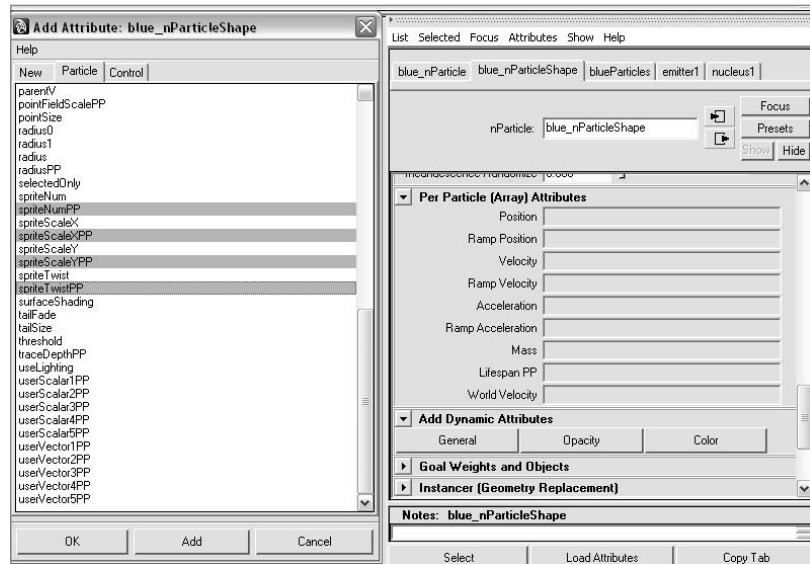 Add Attribute: blue_nParticleShape
Help
New Particle Control
parentV
pointFieldScalePP
pointSize
radius0
radius1
radius
radiusPP
selectedOnly
spriteNum
spriteNumPP
spriteScaleX
spriteScaleXPP
spriteScaleY
spriteScaleYPP
spriteTwist
spriteTwistPP
surfaceShading
tailFade
tailSize
threshold
traceDepthPP
useLighting
userScalar1PP
userScalar2PP
userScalar3PP
userScalar4PP
userScalar5PP
userVector1PP
userVector2PP
userVector3PP
userVector4PP
userVector5PP
OK Add Cancel
List Selected Focus Attributes Show Help
blue_nParticle blue_nParticleShape blueParticles emitter1 nucleus1
nParticle: blue_nParticleShape
Focus
Presets
Show Hide
Incandescence Randomize 0.000
Per Particle (Array) Attributes
Position
Ramp Position
Velocity
Ramp Velocity
Acceleration
Ramp Acceleration
Mass
Lifespan PP
World Velocity
Add Dynamic Attributes
General Opacity Color
Goal Weights and Objects
Instancer (Geometry Replacement)
Notes: blue_nParticleShape
Select Load Attributes Copy Tab